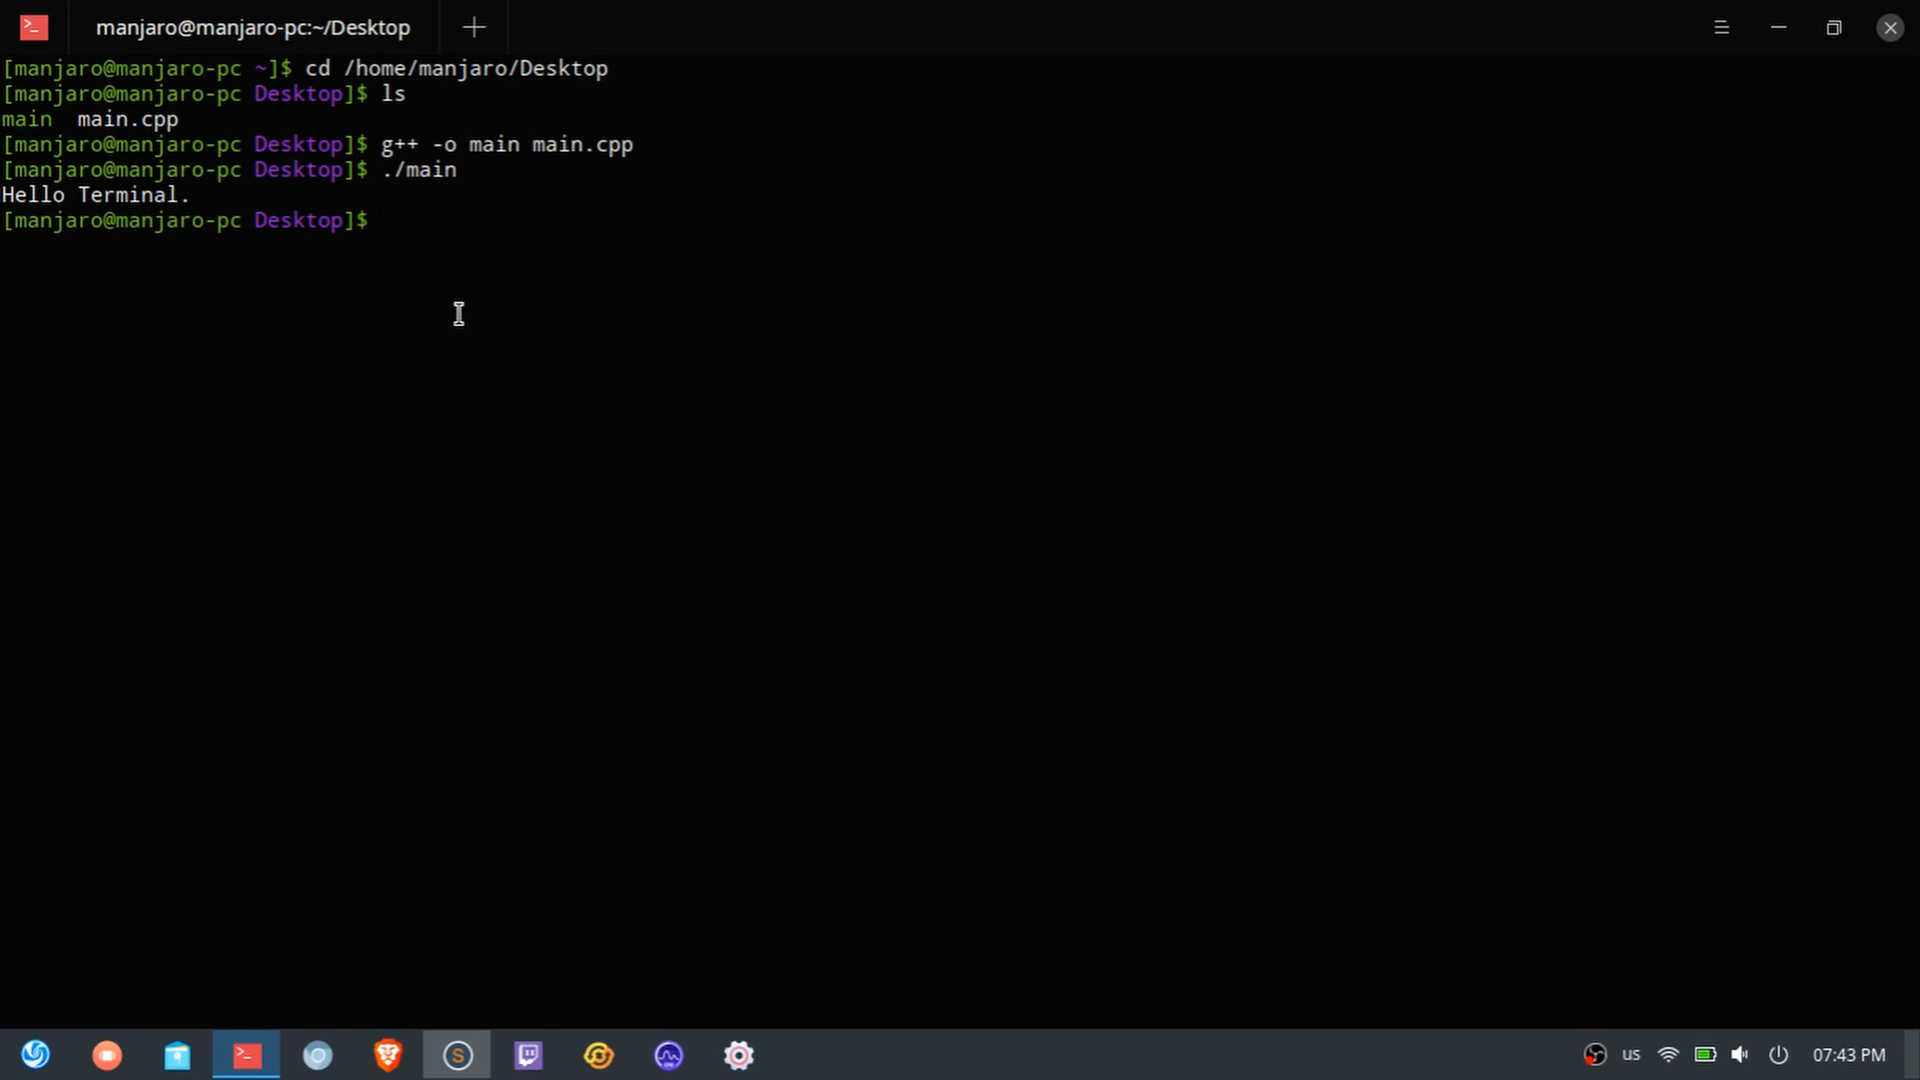 manjaro@manjaro-pc:~/Desktop
[manjaro@manjaro-pc ~]$ cd /home/manjaro/Desktop
[manjaro@manjaro-pc Desktop]$ ls
main  main.cpp
[manjaro@manjaro-pc Desktop]$ g++ -o main main.cpp
[manjaro@manjaro-pc Desktop]$ ./main
Hello Terminal.
[manjaro@manjaro-pc Desktop]$
us 07:43 PM